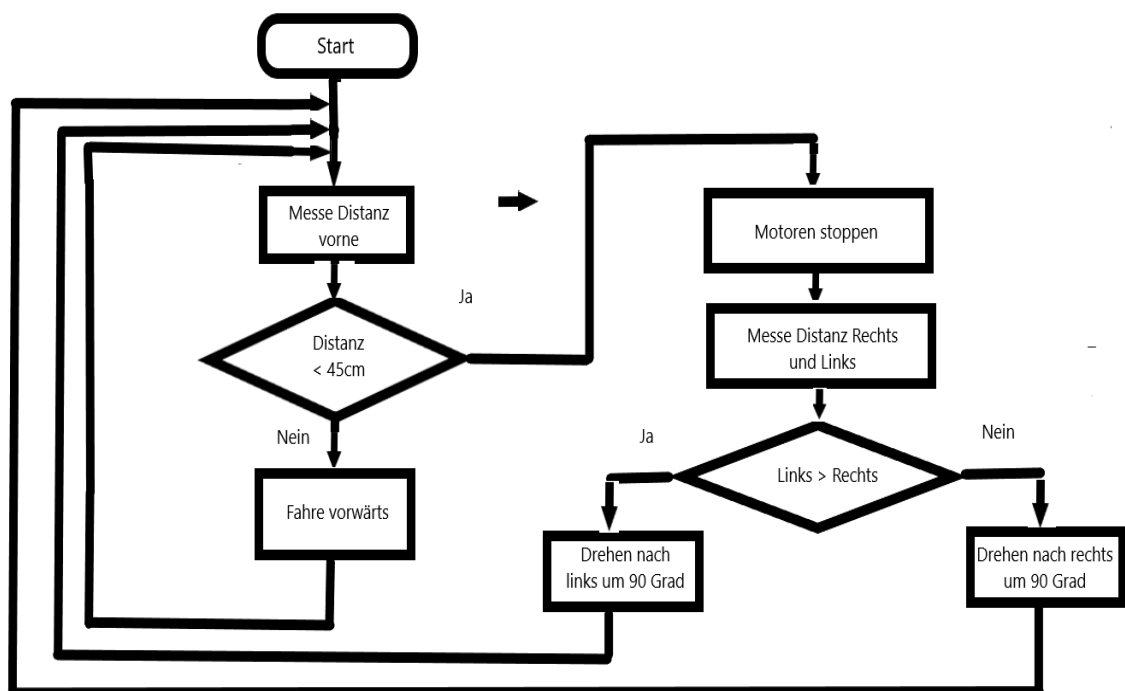 Start
Messe Distanz
vorne
Distanz
< 45cm
Ja
Nein
Fahre vorwärts
Motoren stoppen
Messe Distanz Rechts
und Links
Links > Rechts
Ja
Nein
Drehen nach
links um 90 Grad
Drehen nach rechts
um 90 Grad